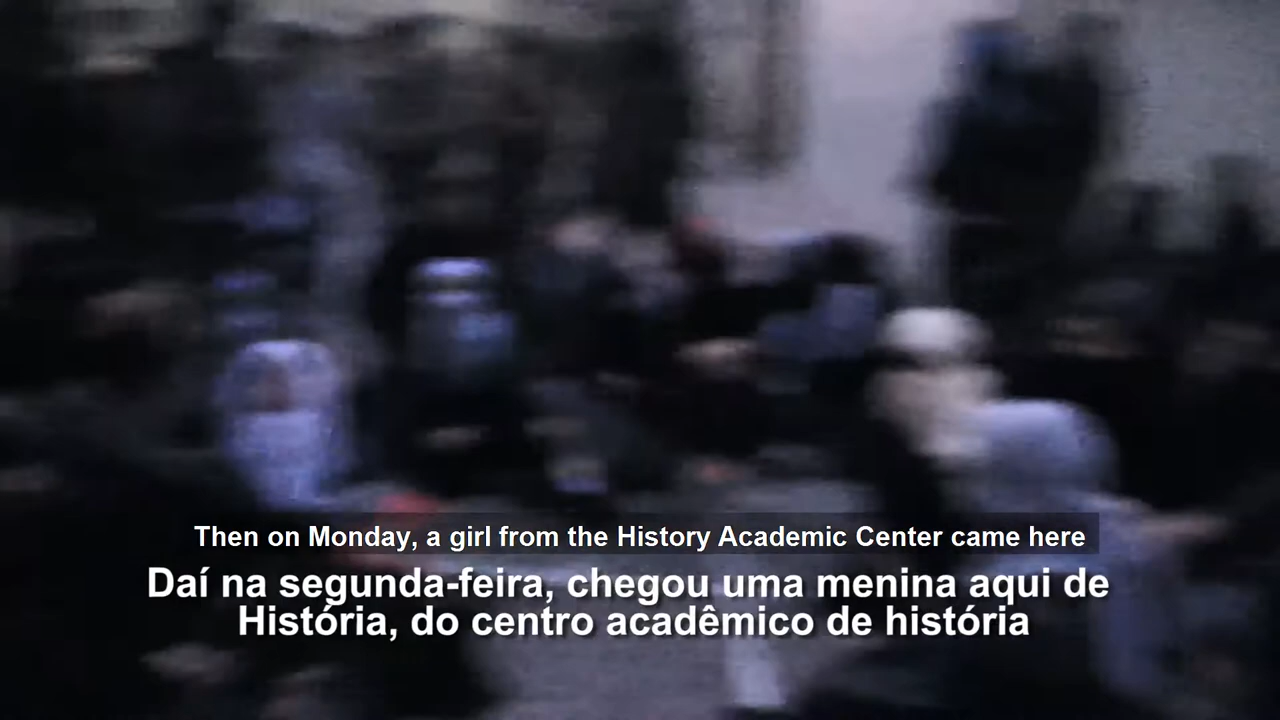 Then on Monday, a girl from the History Academic Center came here
Daí na segunda-feira, chegou uma menina aqui de
História, do centro acadêmico de história